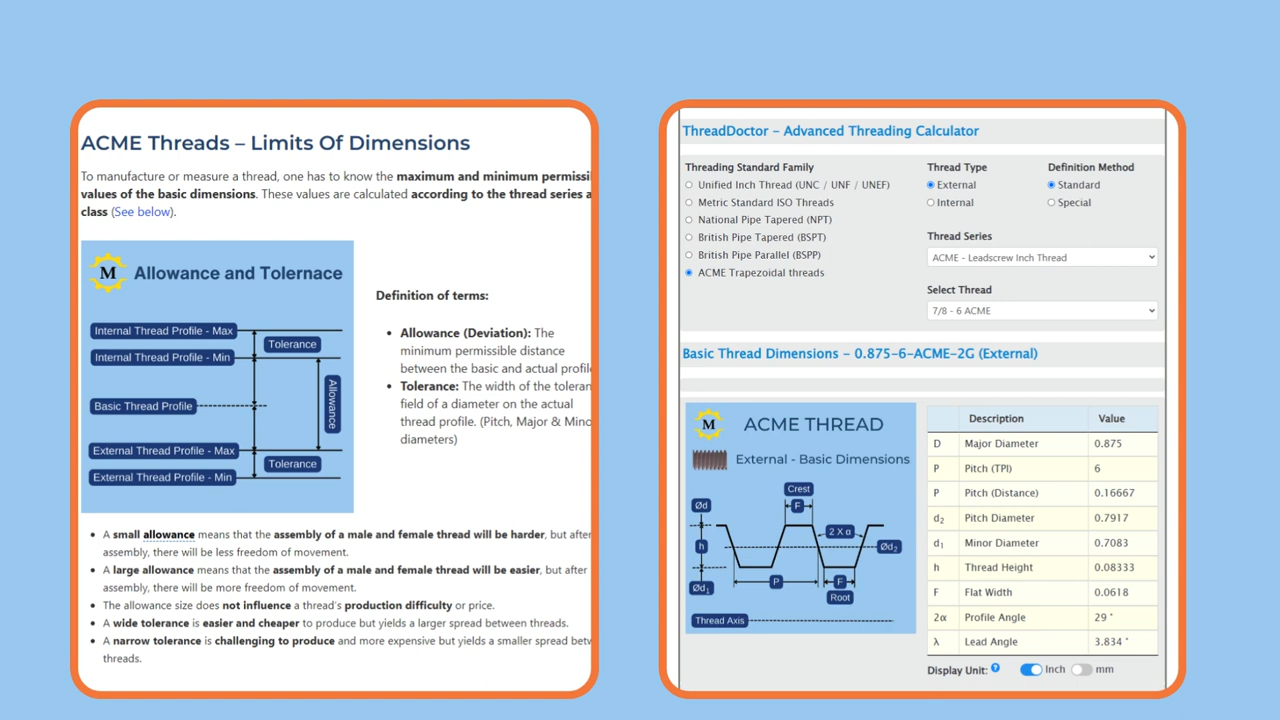 ACME Threads – Limits Of Dimensions
To manufacture or measure a thread, one has to know the maximum and minimum permissi
values of the basic dimensions. These values are calculated according to the thread series a
class (See below).
M
Allowance and Tolernace
Internal Thread Profile - Max
Tolerance
Internal Thread Profile - Min
Allowance
Basic Thread Profile
External Thread Profile - Max
Tolerance
External Thread Profile - Min
Definition of terms:
• Allowance (Deviation): The
minimum permissible distance
between the basic and actual profil
• Tolerance: The width of the toleran
field of a diameter on the actual
thread profile. (Pitch, Major & Mino
diameters)
• A small allowance means that the assembly of a male and female thread will be harder, but after
assembly, there will be less freedom of movement.
• A large allowance means that the assembly of a male and female thread will be easier, but after
assembly, there will be more freedom of movement.
• The allowance size does not influence a thread's production difficulty or price.
• A wide tolerance is easier and cheaper to produce but yields a larger spread between threads.
• A narrow tolerance is challenging to produce and more expensive but yields a smaller spread betw
threads.
ThreadDoctor – Advanced Threading Calculator
Threading Standard Family
Unified Inch Thread (UNC / UNF / UNEF)
Metric Standard ISO Threads
National Pipe Tapered (NPT)
British Pipe Tapered (BSPT)
British Pipe Parallel (BSPP)
ACME Trapezoidal threads
Thread Type
External
Internal
Definition Method
Standard
Special
Thread Series
ACME - Leadscrew Inch Thread
Select Thread
7/8 - 6 ACME
Basic Thread Dimensions – 0.875-6-ACME-2G (External)
M
ACME THREAD
External - Basic Dimensions
Crest
Ød
F
2 X α
h
Ød2
P
F
Ød1
Root
Thread Axis
Description Value
D Major Diameter 0.875
P Pitch (TPI) 6
P Pitch (Distance) 0.16667
d2 Pitch Diameter 0.7917
d1 Minor Diameter 0.7083
h Thread Height 0.08333
F Flat Width 0.0618
2α Profile Angle 29 °
λ Lead Angle 3.834 °
Display Unit: ? Inch mm